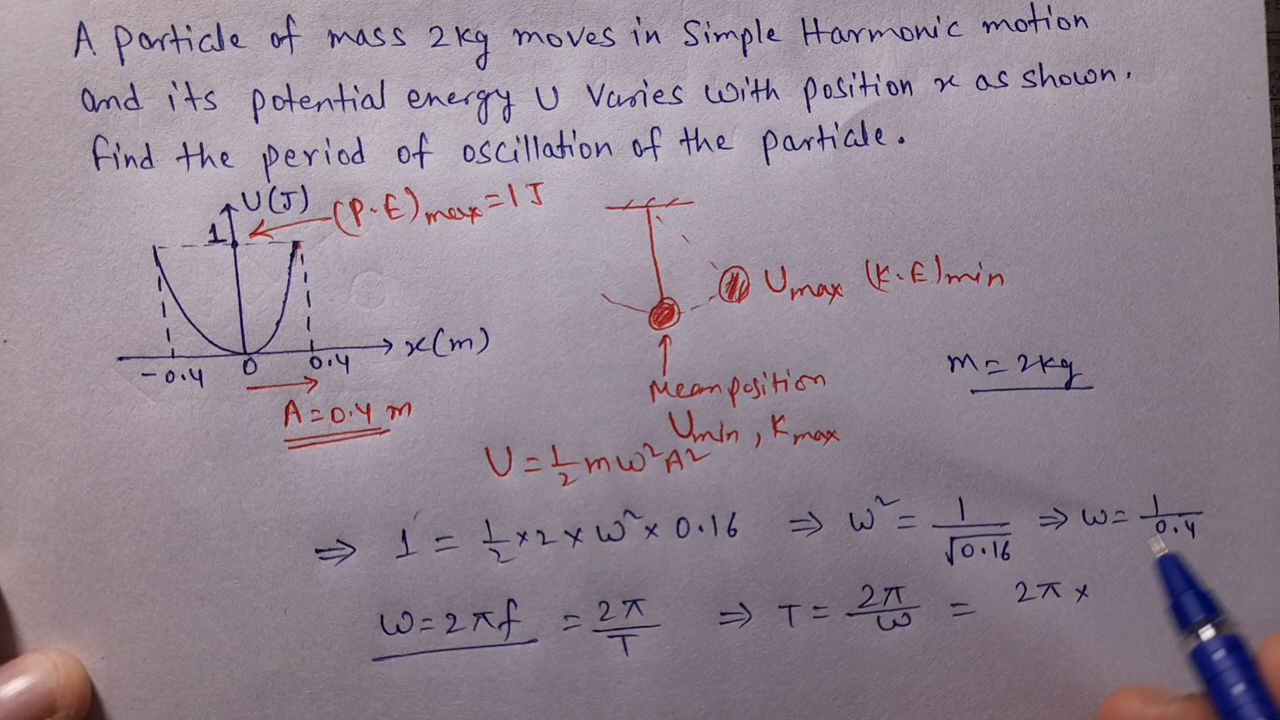 A particle of mass 2kg moves in Simple Harmonic motion
and its potential energy U varies with position x as shown.
find the period of oscillation of the particle.
U(J) ← (P.E)max = 1 J
1
Umax (K.E)min
x(m)
-0.4 0 0.4
m = 2kg
A = 0.4 m
Mean position
Umin, Kmax
U = 1/2 mω²A²
⇒ 1 = 1/2 × 2 × ω² × 0.16 ⇒ ω² = 1/√0.16 ⇒ ω = 1/0.4
ω = 2πf = 2π/T ⇒ T = 2π/ω = 2π ×